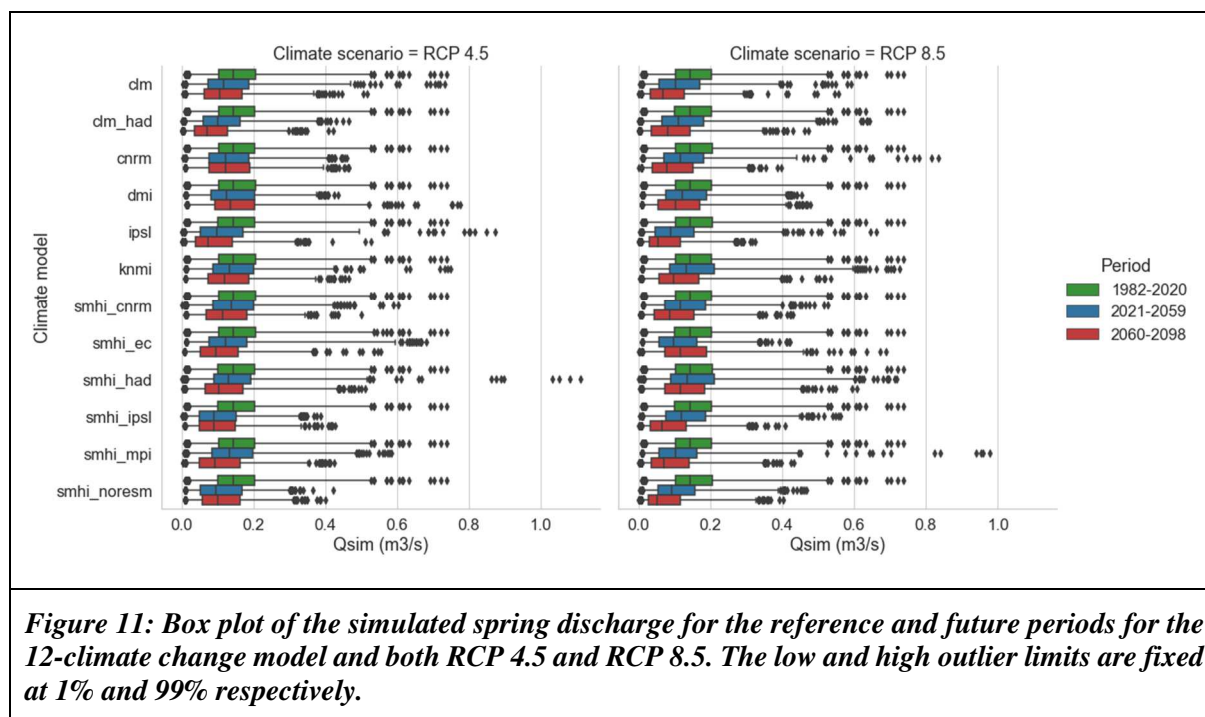 Climate scenario = RCP 4.5
Climate scenario = RCP 8.5
Climate model
clm
clm_had
cnrm
dmi
ipsl
knmi
smhi_cnrm
smhi_ec
smhi_had
smhi_ipsl
smhi_mpi
smhi_noresm
0.0 0.2 0.4 0.6 0.8 1.0
Qsim (m3/s)
0.0 0.2 0.4 0.6 0.8 1.0
Qsim (m3/s)
Period
1982-2020
2021-2059
2060-2098
Figure 11: Box plot of the simulated spring discharge for the reference and future periods for the
12-climate change model and both RCP 4.5 and RCP 8.5. The low and high outlier limits are fixed
at 1% and 99% respectively.